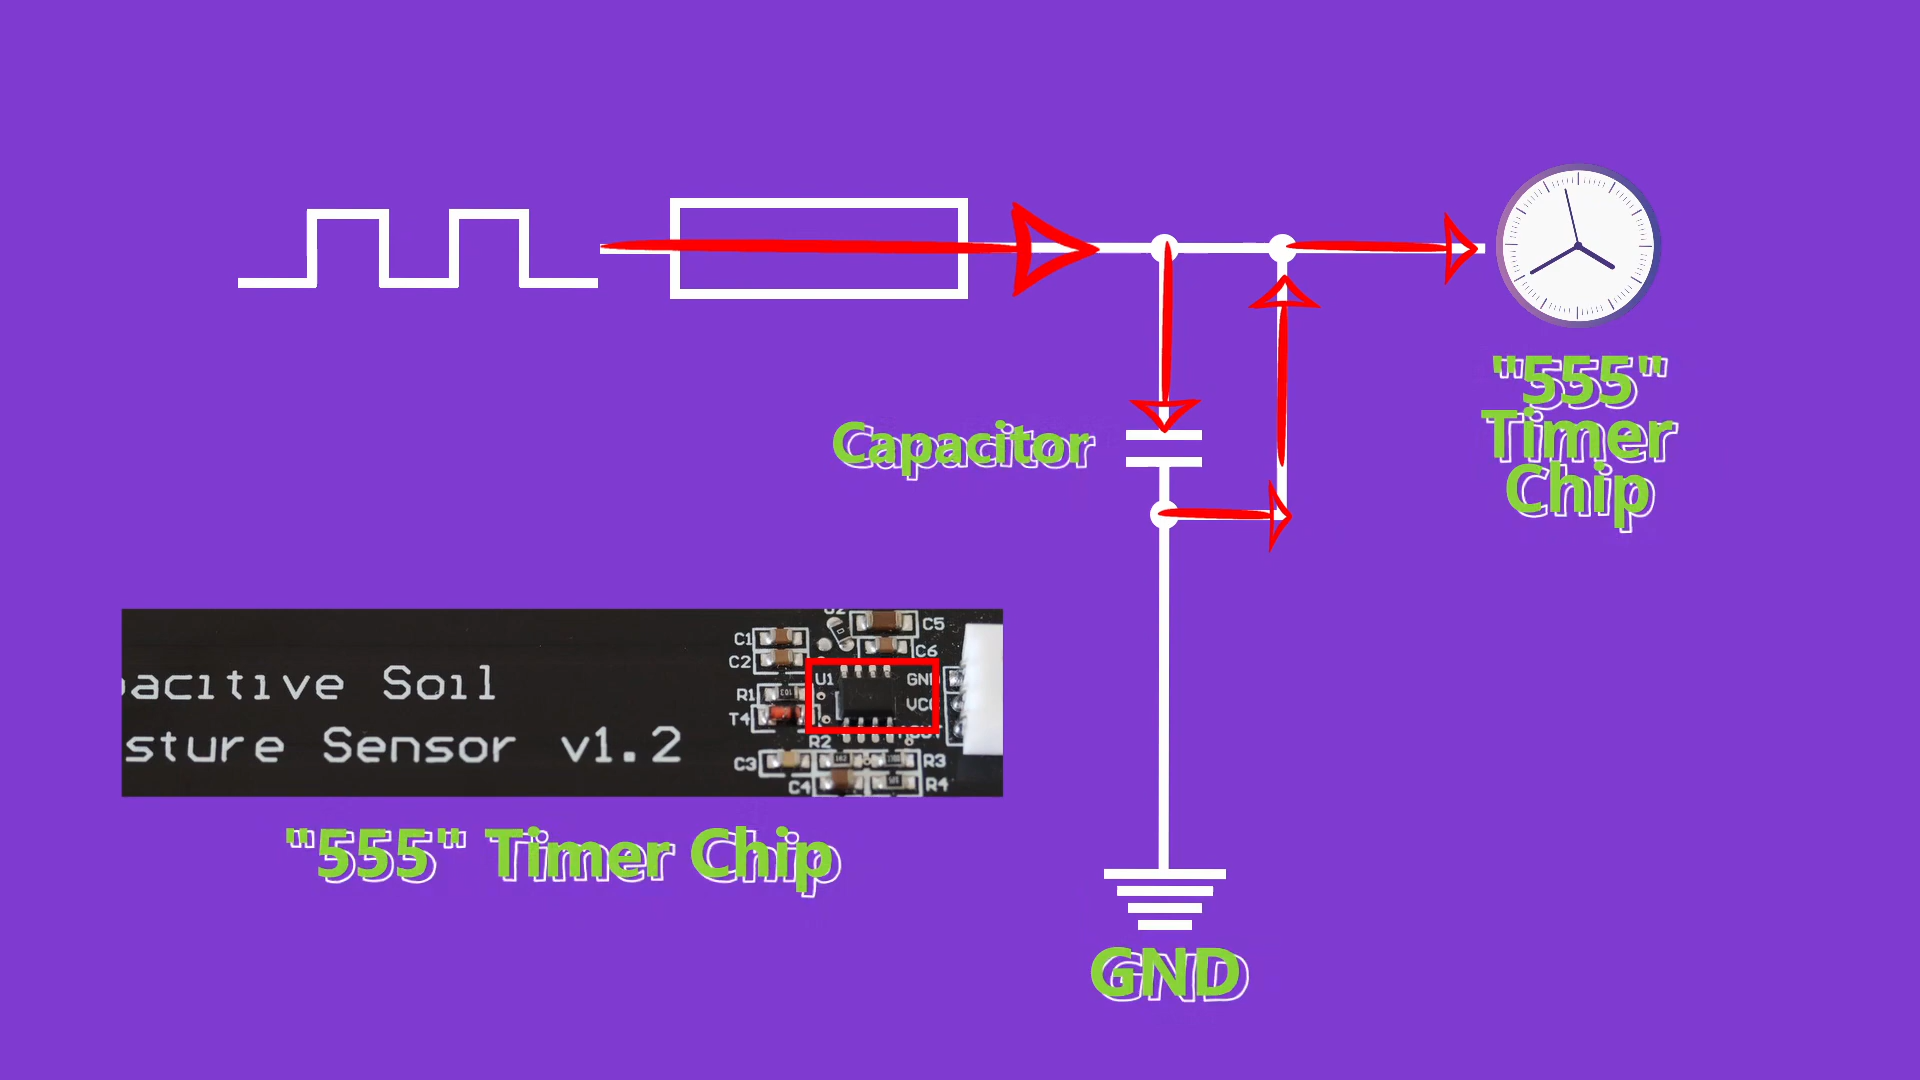 "555"
Timer
Chip
Capacitor
C5
C1
C6
C2
U1
GND
R1
T4
R2
C3
R3
C4
R4
acitive Soil
sture Sensor v1.2
"555" Timer Chip
GND